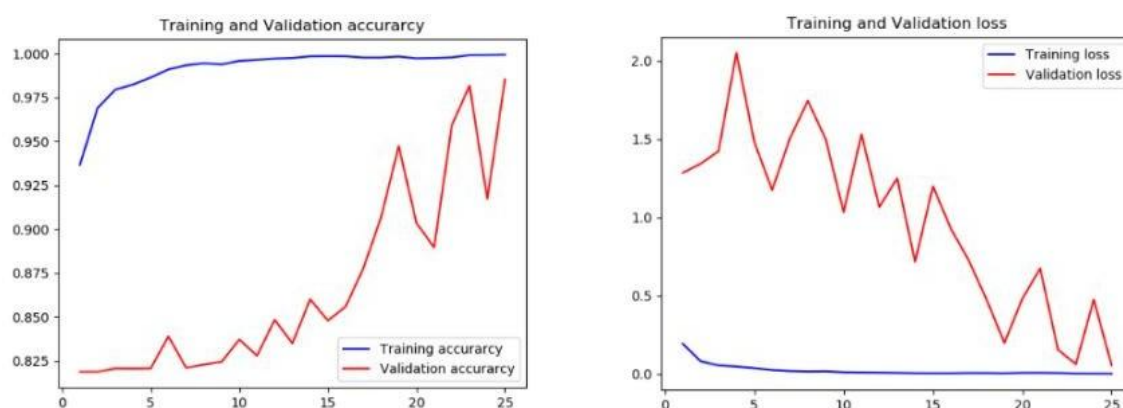 Training and Validation accurarcy
1.000
0.975
0.950
0.925
0.900
0.875
0.850
0.825
Training accurarcy
Validation accurarcy
0 5 10 15 20 25
Training and Validation loss
Training loss
Validation loss
2.0
1.5
1.0
0.5
0.0
0 5 10 15 20 25